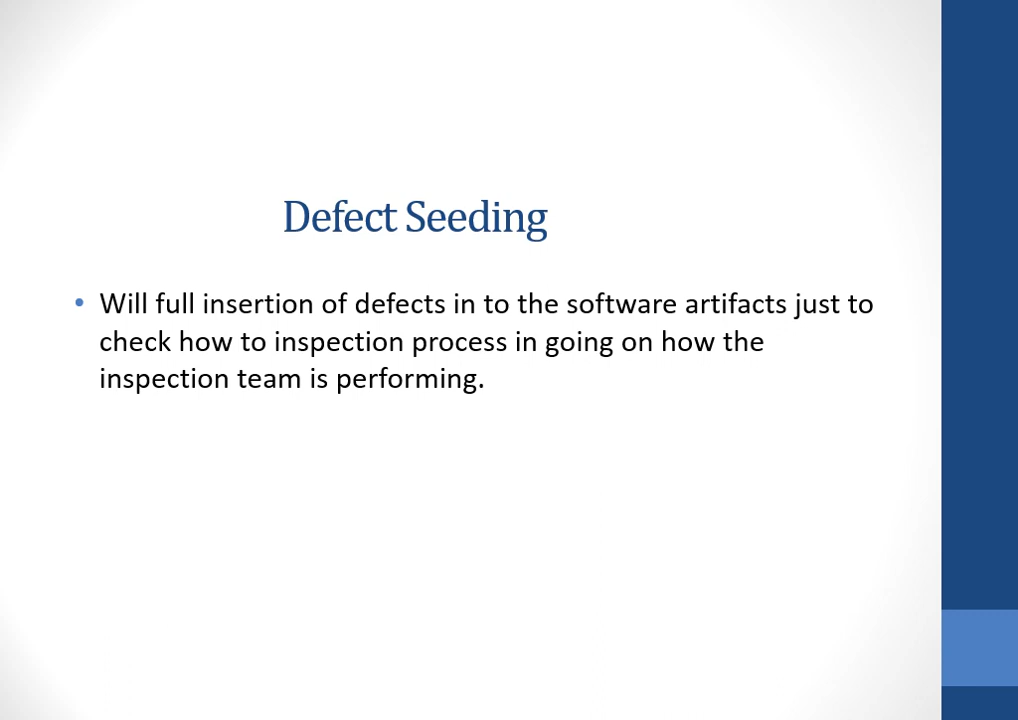 Defect Seeding
• Will full insertion of defects in to the software artifacts just to
check how to inspection process in going on how the
inspection team is performing.